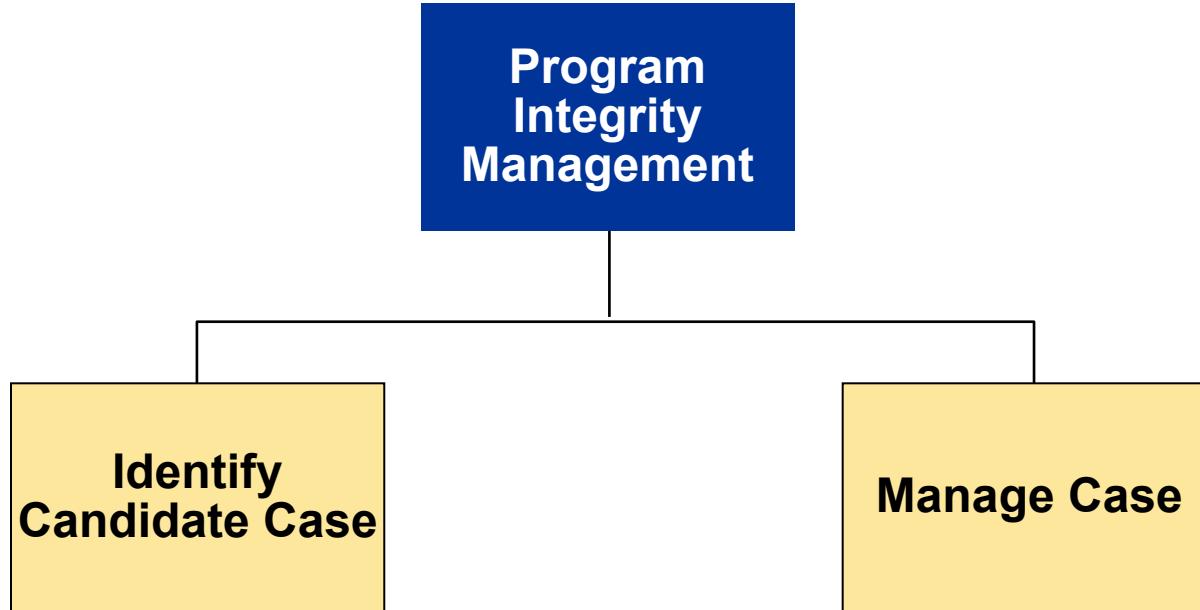 Program
Integrity
Management
Identify
Candidate Case
Manage Case